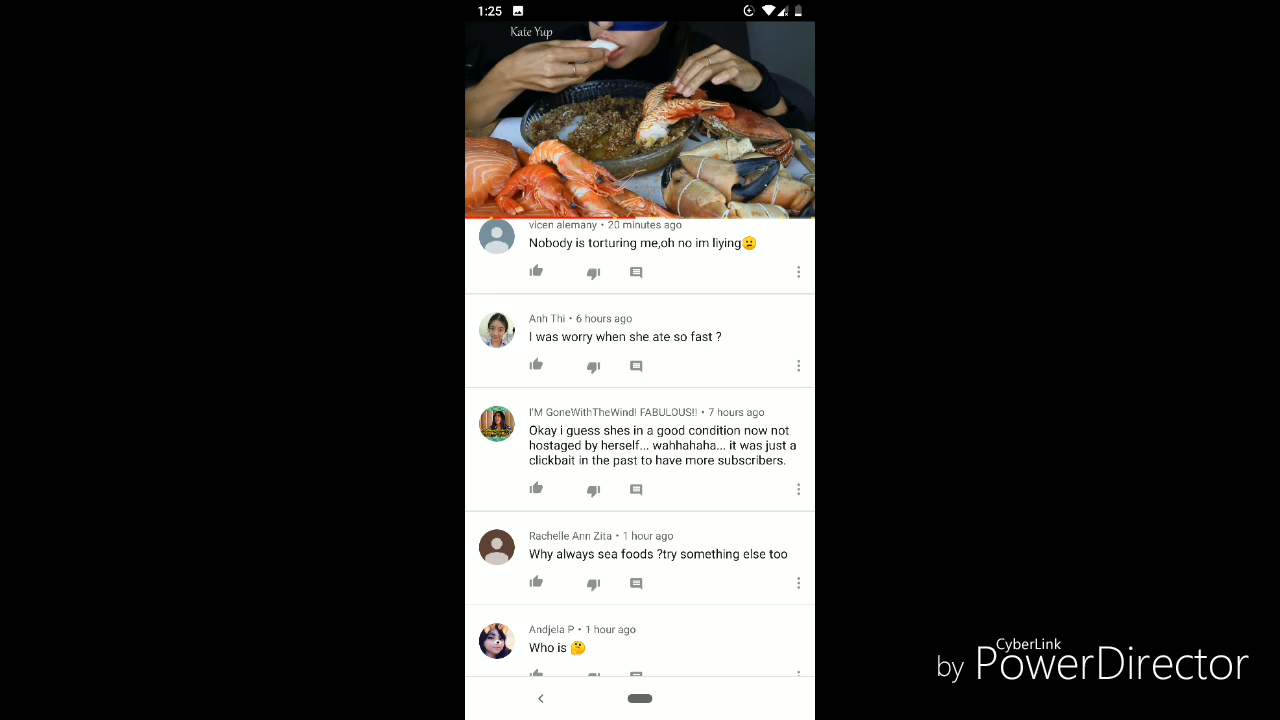 1:25
Kate Yup
vicen alemany • 20 minutes ago
Nobody is torturing me,oh no im liying
Anh Thi • 6 hours ago
I was worry when she ate so fast ?
I'M GoneWithTheWind! FABULOUS!! • 7 hours ago
Okay i guess shes in a good condition now not
hostaged by herself... wahhahaha... it was just a
clickbait in the past to have more subscribers.
Rachelle Ann Zita • 1 hour ago
Why always sea foods ?try something else too
Andjela P • 1 hour ago
Who is
CyberLink
by PowerDirector